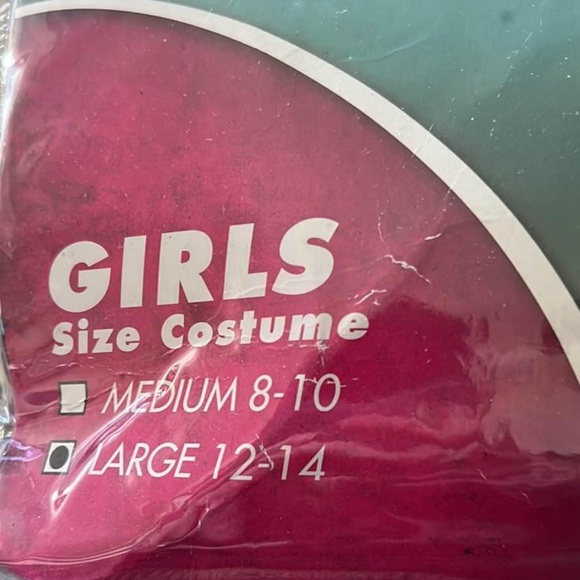 GIRLS
Size Costume
MEDIUM 8-10
LARGE 12-14